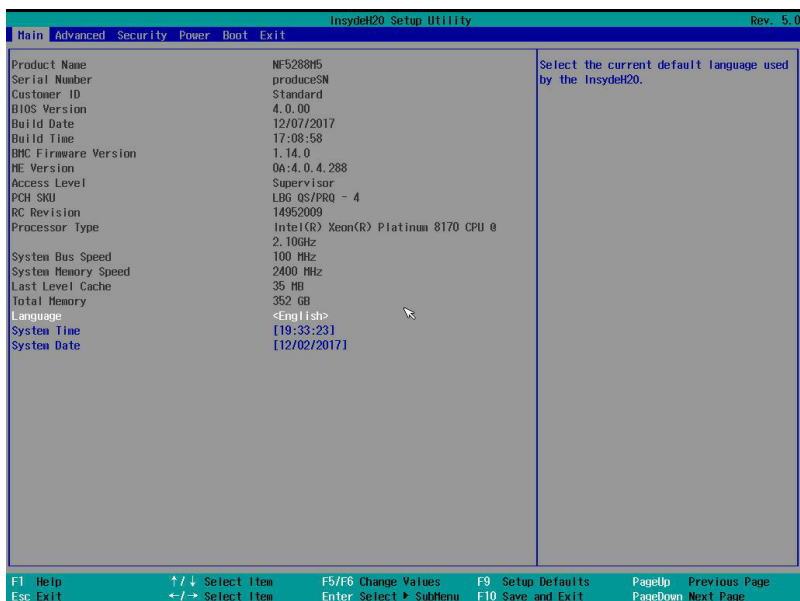 InsydeH20 Setup Utility Rev. 5.0
Main Advanced Security Power Boot Exit
Product Name NF5288M5
Serial Number produceSN
Customer ID Standard
BIOS Version 4.0.00
Build Date 12/07/2017
Build Time 17:08:58
BMC Firmware Version 1.14.0
ME Version 0A:4.0.4.288
Access Level Supervisor
PCH SKU LBG QS/PRQ - 4
RC Revision 14952009
Processor Type Intel(R) Xeon(R) Platinum 8170 CPU @
2.10GHz
System Bus Speed 100 MHz
System Memory Speed 2400 MHz
Last Level Cache 35 MB
Total Memory 352 GB
Language <English>
System Time [19:33:23]
System Date [12/02/2017]
Select the current default language used
by the InsydeH20.
F1 Help ↑/↓ Select Item F5/F6 Change Values F9 Setup Defaults PageUp Previous Page
Esc Exit ←/→ Select Item Enter Select ▶ SubMenu F10 Save and Exit PageDown Next Page